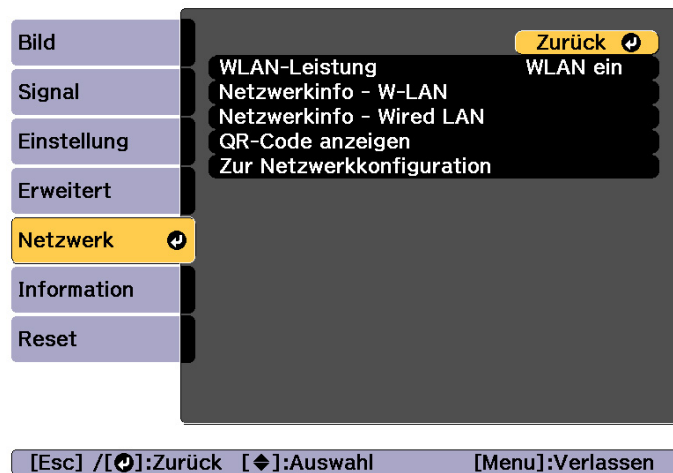 Bild
Signal
Einstellung
Erweitert
Netzwerk
Information
Reset
Zurück
WLAN-Leistung WLAN ein
Netzwerkinfo - W-LAN
Netzwerkinfo - Wired LAN
QR-Code anzeigen
Zur Netzwerkkonfiguration
[Esc] /[⏎]:Zurück [◆]:Auswahl [Menu]:Verlassen